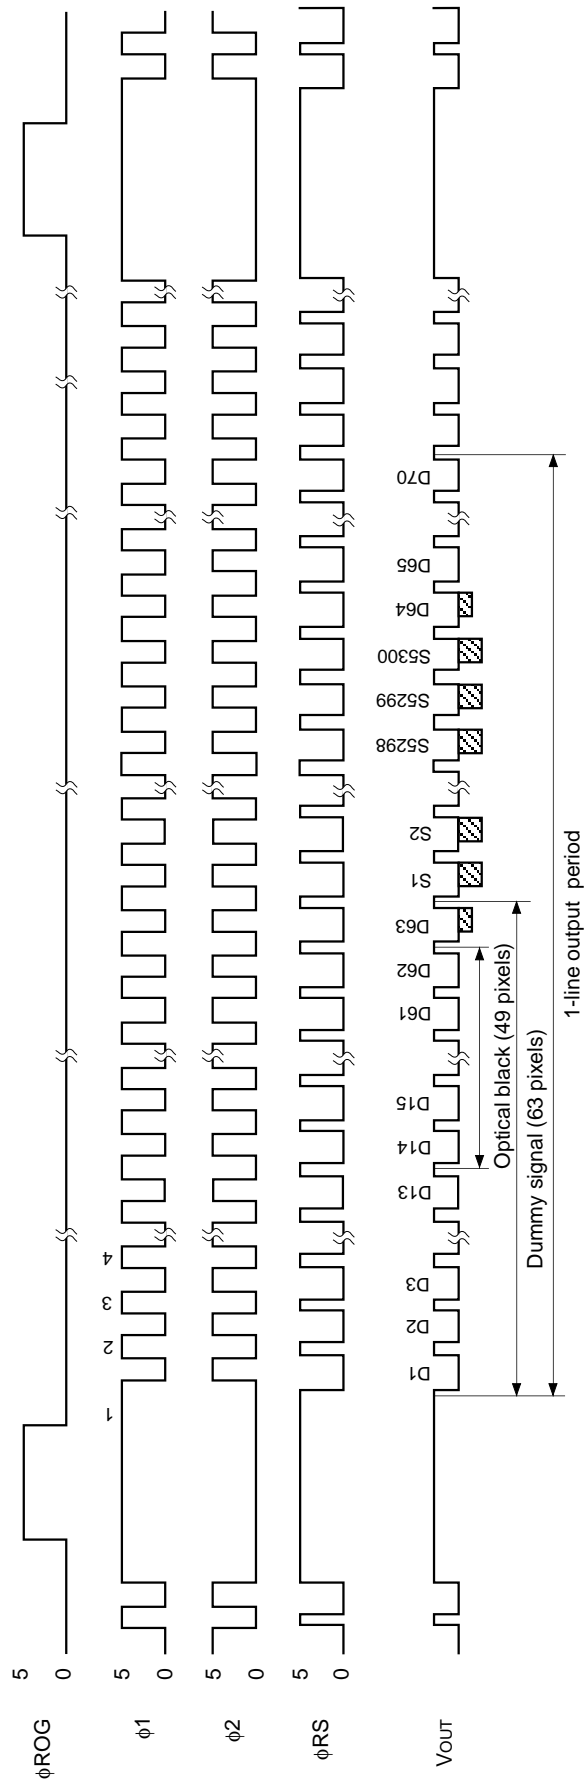 φROG
5
0
φ1
5
0
1
2
3
4
φ2
5
0
φRS
5
0
VOUT
D1
D2
D3
D13
D14
D15
D61
D62
D63
S1
S2
S5298
S5299
S5300
D64
D65
D70
Optical black (49 pixels)
Dummy signal (63 pixels)
1-line output period